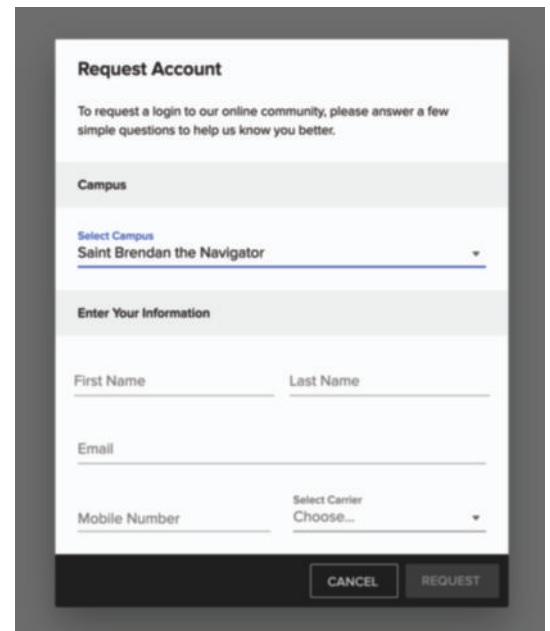 Request Account
To request a login to our online community, please answer a few
simple questions to help us know you better.
Campus
Select Campus
Saint Brendan the Navigator
Enter Your Information
First Name Last Name
Email
Select Carrier
Mobile Number Choose...
CANCEL REQUEST